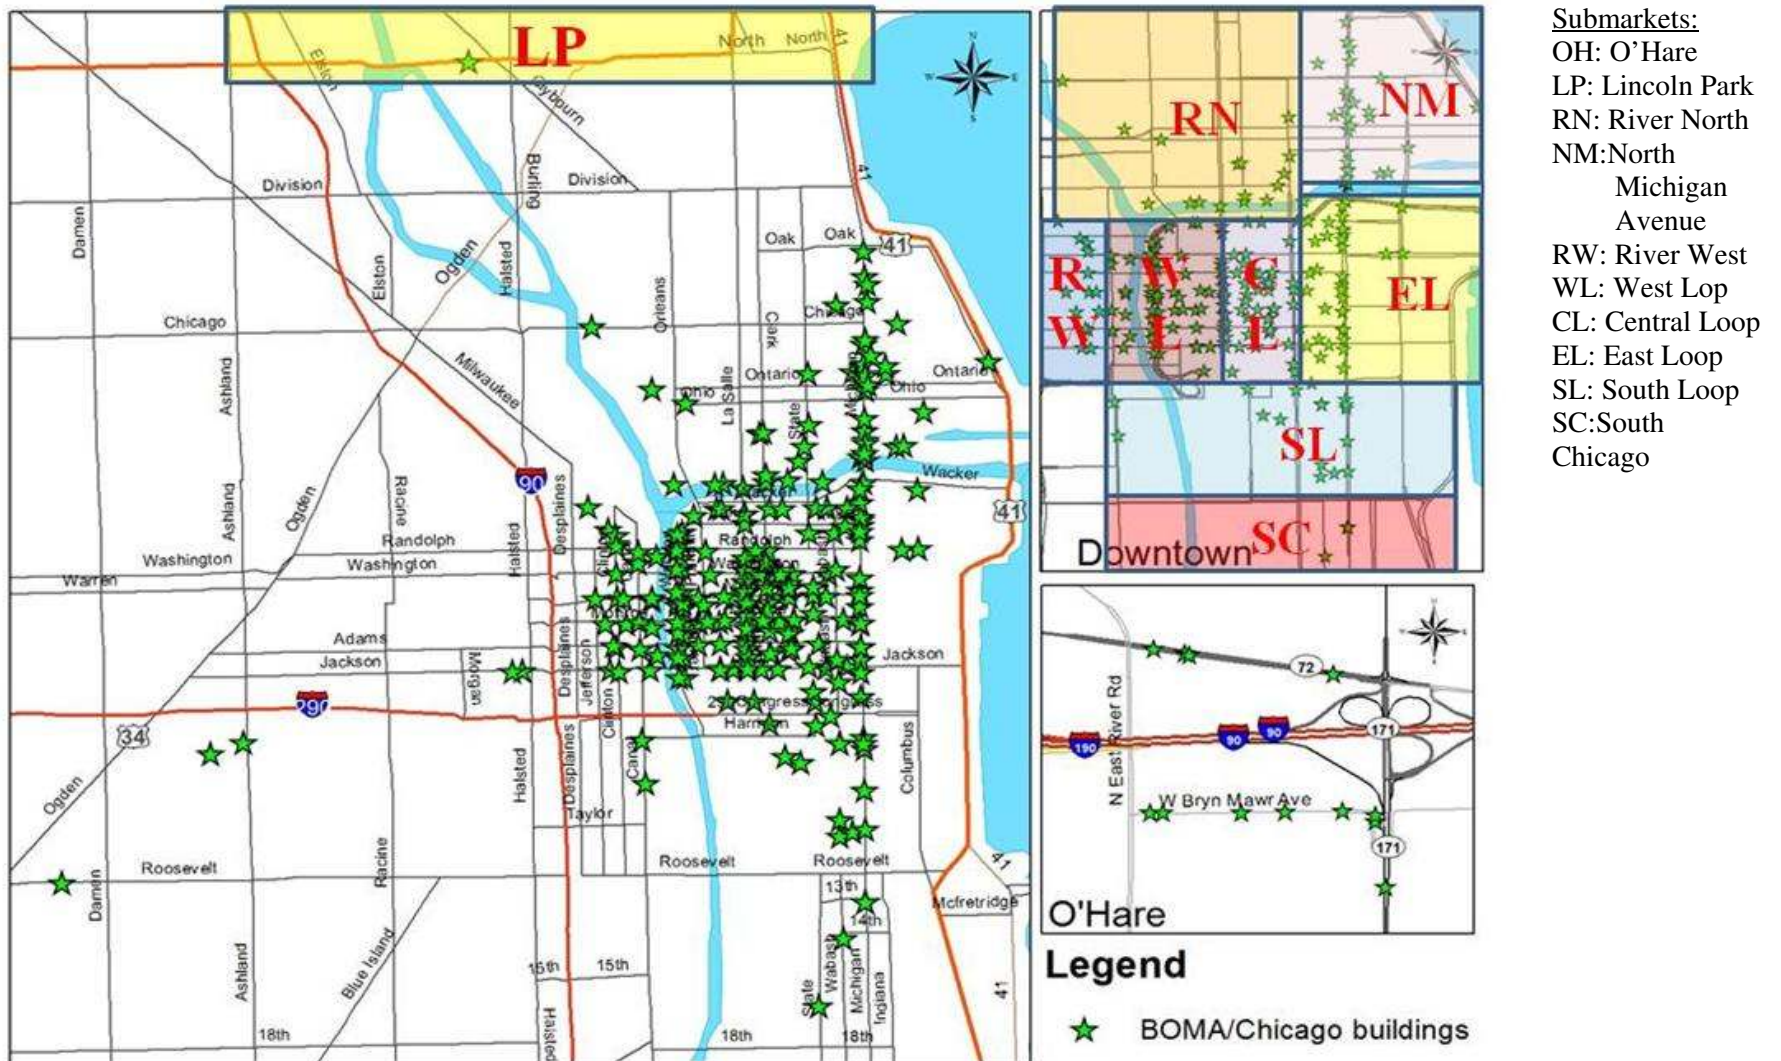 LP
North
North
41
Elston
Clybourn
N
W
E
S
Division
Division
Burling
41
Damen
Oak
Oak
41
Ogden
Halsted
Elston
Orleans
Chicago
Chicago
Clark
Milwaukee
Ashland
La Salle
Ontario
Ontario
Ohio
Ohio
State
Wacker
90
Desplaines
Ogden
Racine
Ashland
41
Washington
Randolph
Washington
Randolph
Halsted
Warren
Adams
Jackson
Jackson
Morgan
Desplaines
Jefferson
Clinton
290
Congress
Harrison
34
Canal
Columbus
Ogden
Halsted
Desplaines
Taylor
Roosevelt
Roosevelt
Roosevelt
Damen
Racine
41
13th
14th
Mcfretridge
Wabash
Michigan
Indiana
State
Ashland
Blue Island
15th
15th
41
18th
18th
18th
Halsted
RN
NM
R
W
W
L
C
L
EL
SL
SC
Downtown
72
171
190
90
90
N East River Rd
W Bryn Mawr Ave
171
O'Hare
Legend
BOMA/Chicago buildings
Submarkets:
OH: O’Hare
LP: Lincoln Park
RN: River North
NM:North
Michigan
Avenue
RW: River West
WL: West Lop
CL: Central Loop
EL: East Loop
SL: South Loop
SC:South
Chicago